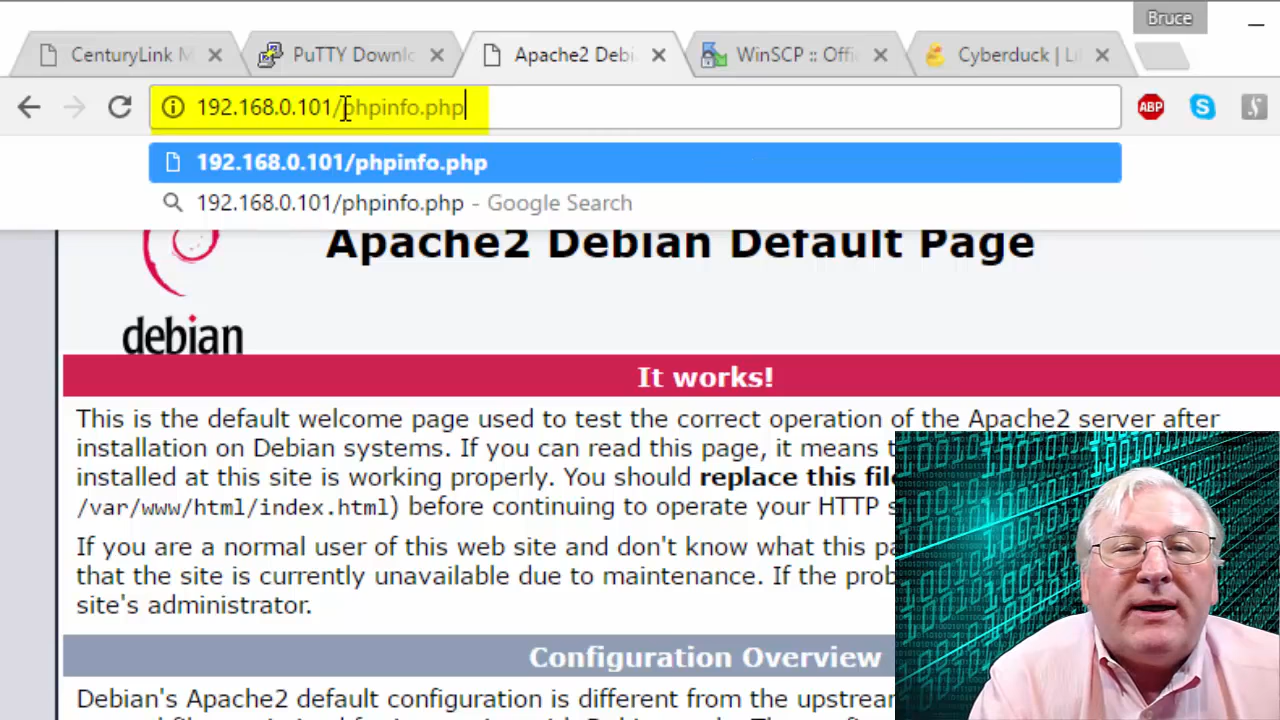 Bruce
CenturyLink M
PuTTY Downlo
Apache2 Debi
WinSCP :: Offi
Cyberduck | Li
192.168.0.101/phpinfo.php
ABP
192.168.0.101/phpinfo.php
192.168.0.101/phpinfo.php - Google Search
Apache2 Debian Default Page
debian
It works!
This is the default welcome page used to test the correct operation of the Apache2 server after
installation on Debian systems. If you can read this page, it means t
installed at this site is working properly. You should replace this file
/var/www/html/index.html) before continuing to operate your HTTP s
If you are a normal user of this web site and don't know what this pa
that the site is currently unavailable due to maintenance. If the prob
site's administrator.
Configuration Overview
Debian's Apache2 default configuration is different from the upstream